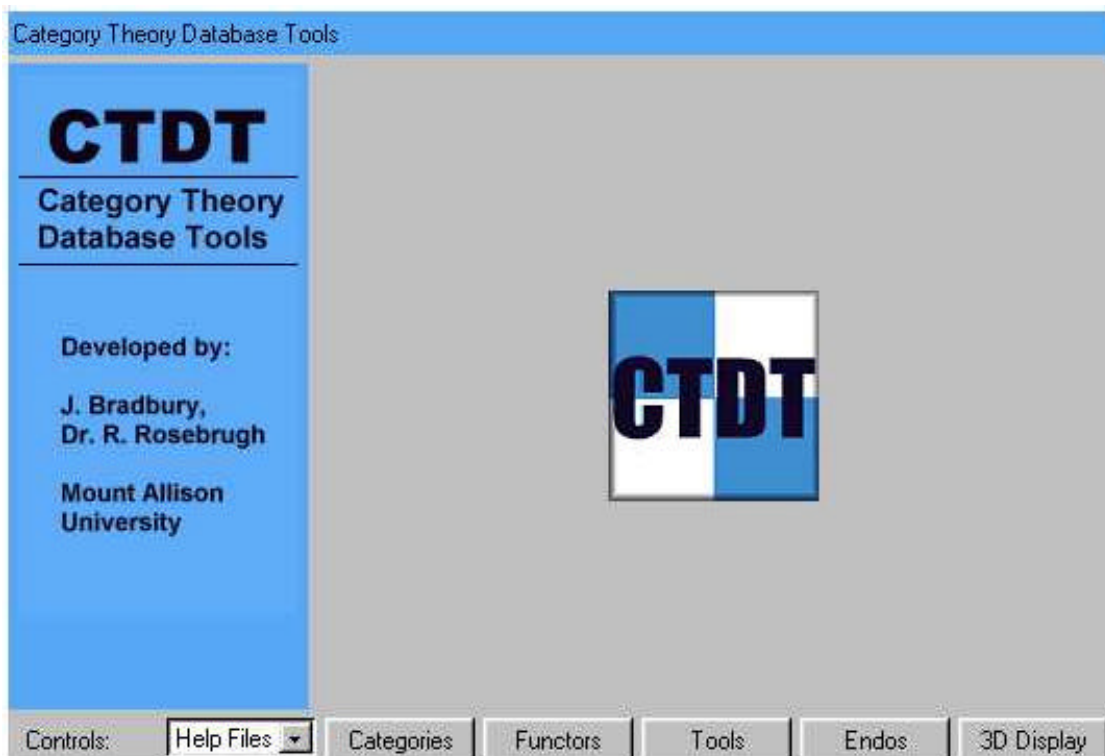 Category Theory Database Tools
CTDT
Category Theory
Database Tools
Developed by:
J. Bradbury,
Dr. R. Rosebrugh
Mount Allison
University
CTDT
Controls: Help Files Categories Functors Tools Endos 3D Display